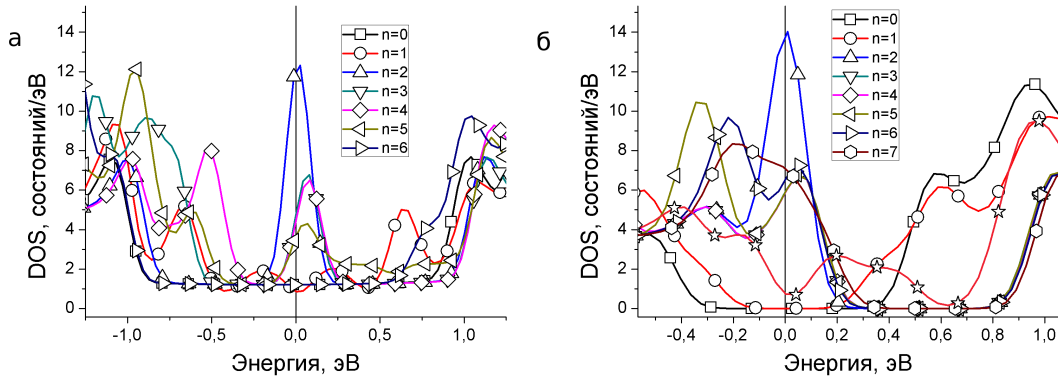 а
DOS, состояний/эВ
14
12
10
8
6
4
2
0
-1,0
-0,5
0,0
0,5
1,0
Энергия, эВ
n=0
n=1
n=2
n=3
n=4
n=5
n=6
б
DOS, состояний/эВ
14
12
10
8
6
4
2
0
-0,4
-0,2
0,0
0,2
0,4
0,6
0,8
1,0
Энергия, эВ
n=0
n=1
n=2
n=3
n=4
n=5
n=6
n=7